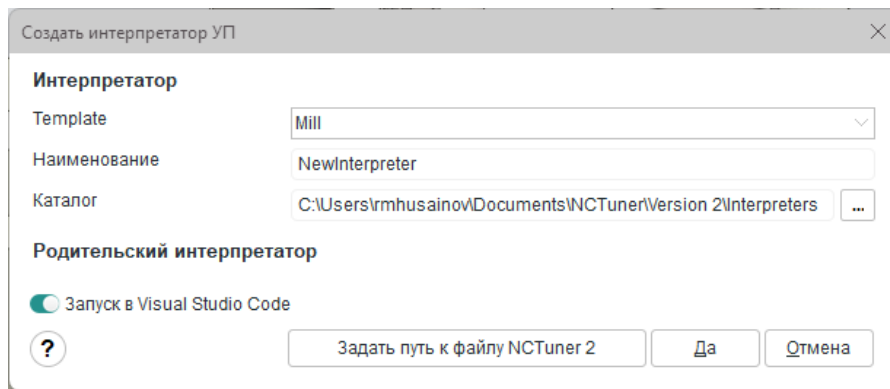 Создать интерпретатор УП
Интерпретатор
Template Mill
Наименование NewInterpreter
Каталог C:\Users\rmhusainov\Documents\NCTuner\Version 2\Interpreters ...
Родительский интерпретатор
Запуск в Visual Studio Code
? Задать путь к файлу NCTuner 2 Да Отмена